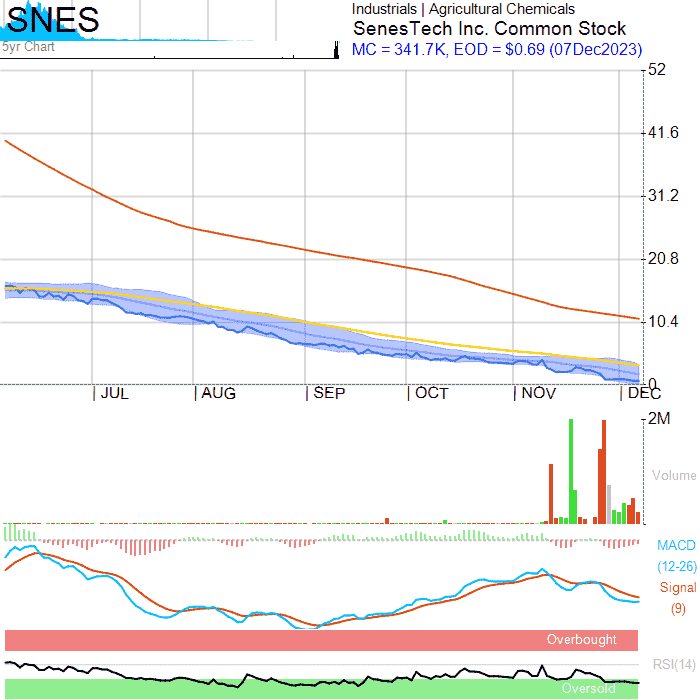 SNES
5yr Chart
Industrials | Agricultural Chemicals
SenesTech Inc. Common Stock
MC = 341.7K, EOD = $0.69 (07Dec2023)
52
41.6
31.2
20.8
10.4
0
JUL AUG SEP OCT NOV DEC
2M
Volume
MACD
(12-26)
Signal
(9)
Overbought
RSI(14)
Oversold